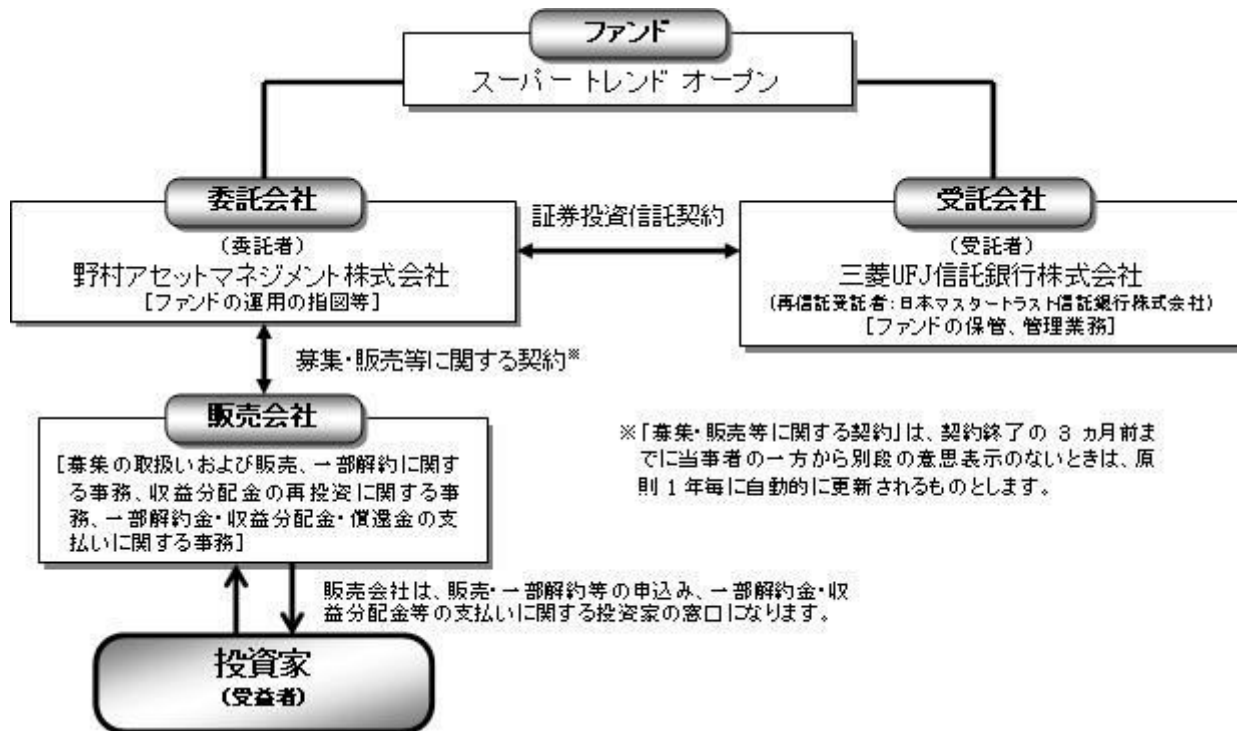 ファンド
スーパートレンド オープン
委託会社
(委託者)
野村アセットマネジメント株式会社
[ファンドの運用の指図等]
証券投資信託契約
受託会社
(受託者)
三菱UFJ信託銀行株式会社
(再信託受託者:日本マスタートラスト信託銀行株式会社)
[ファンドの保管、管理業務]
募集・販売等に関する契約※
販売会社
[募集の取扱いおよび販売、一部解約に関す
る事務、収益分配金の再投資に関する事
務、一部解約金・収益分配金・償還金の支
払いに関する事務]
※「募集・販売等に関する契約」は、契約終了の 3 ヵ月前ま
でに当事者の一方から別段の意思表示のないときは、原
則 1 年毎に自動的に更新されるものとします。
販売会社は、販売・一部解約等の申込み、一部解約金・収
益分配金等の支払いに関する投資家の窓口になります。
投資家
(受益者)